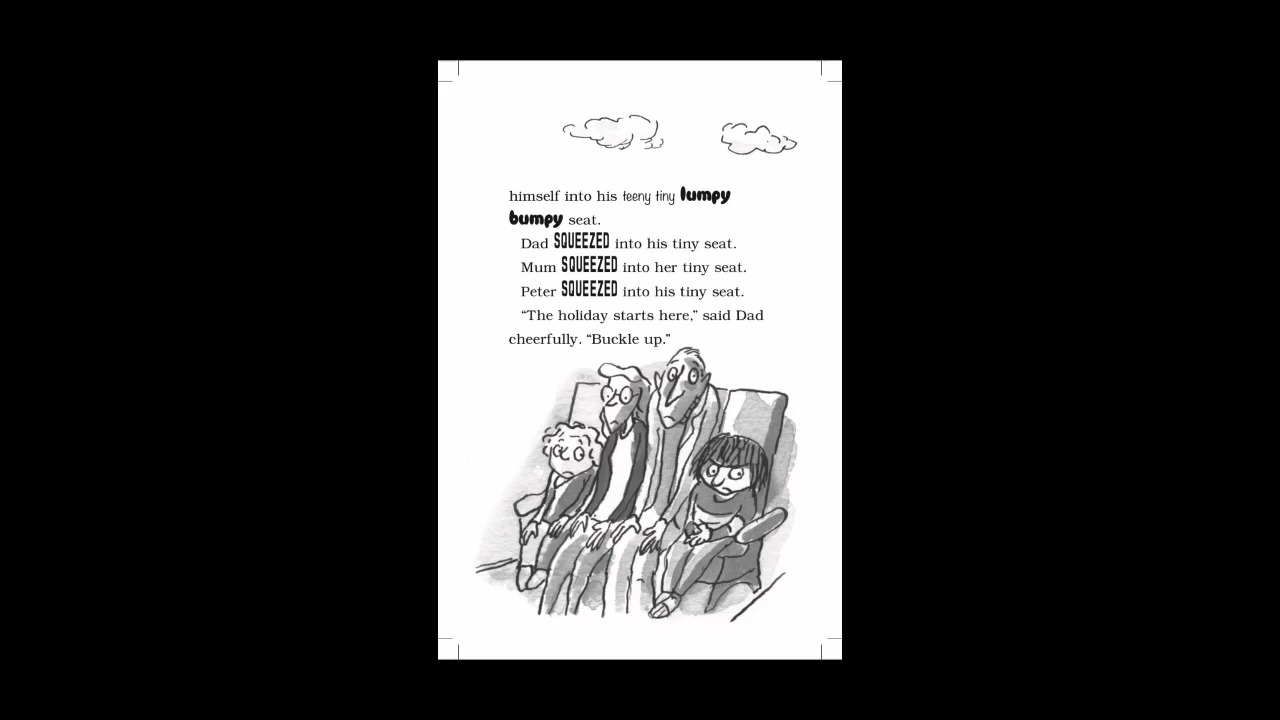 himself into his teeny tiny lumpy
bumpy seat.
Dad SQUEEZED into his tiny seat.
Mum SQUEEZED into her tiny seat.
Peter SQUEEZED into his tiny seat.
“The holiday starts here,” said Dad
cheerfully. “Buckle up.”